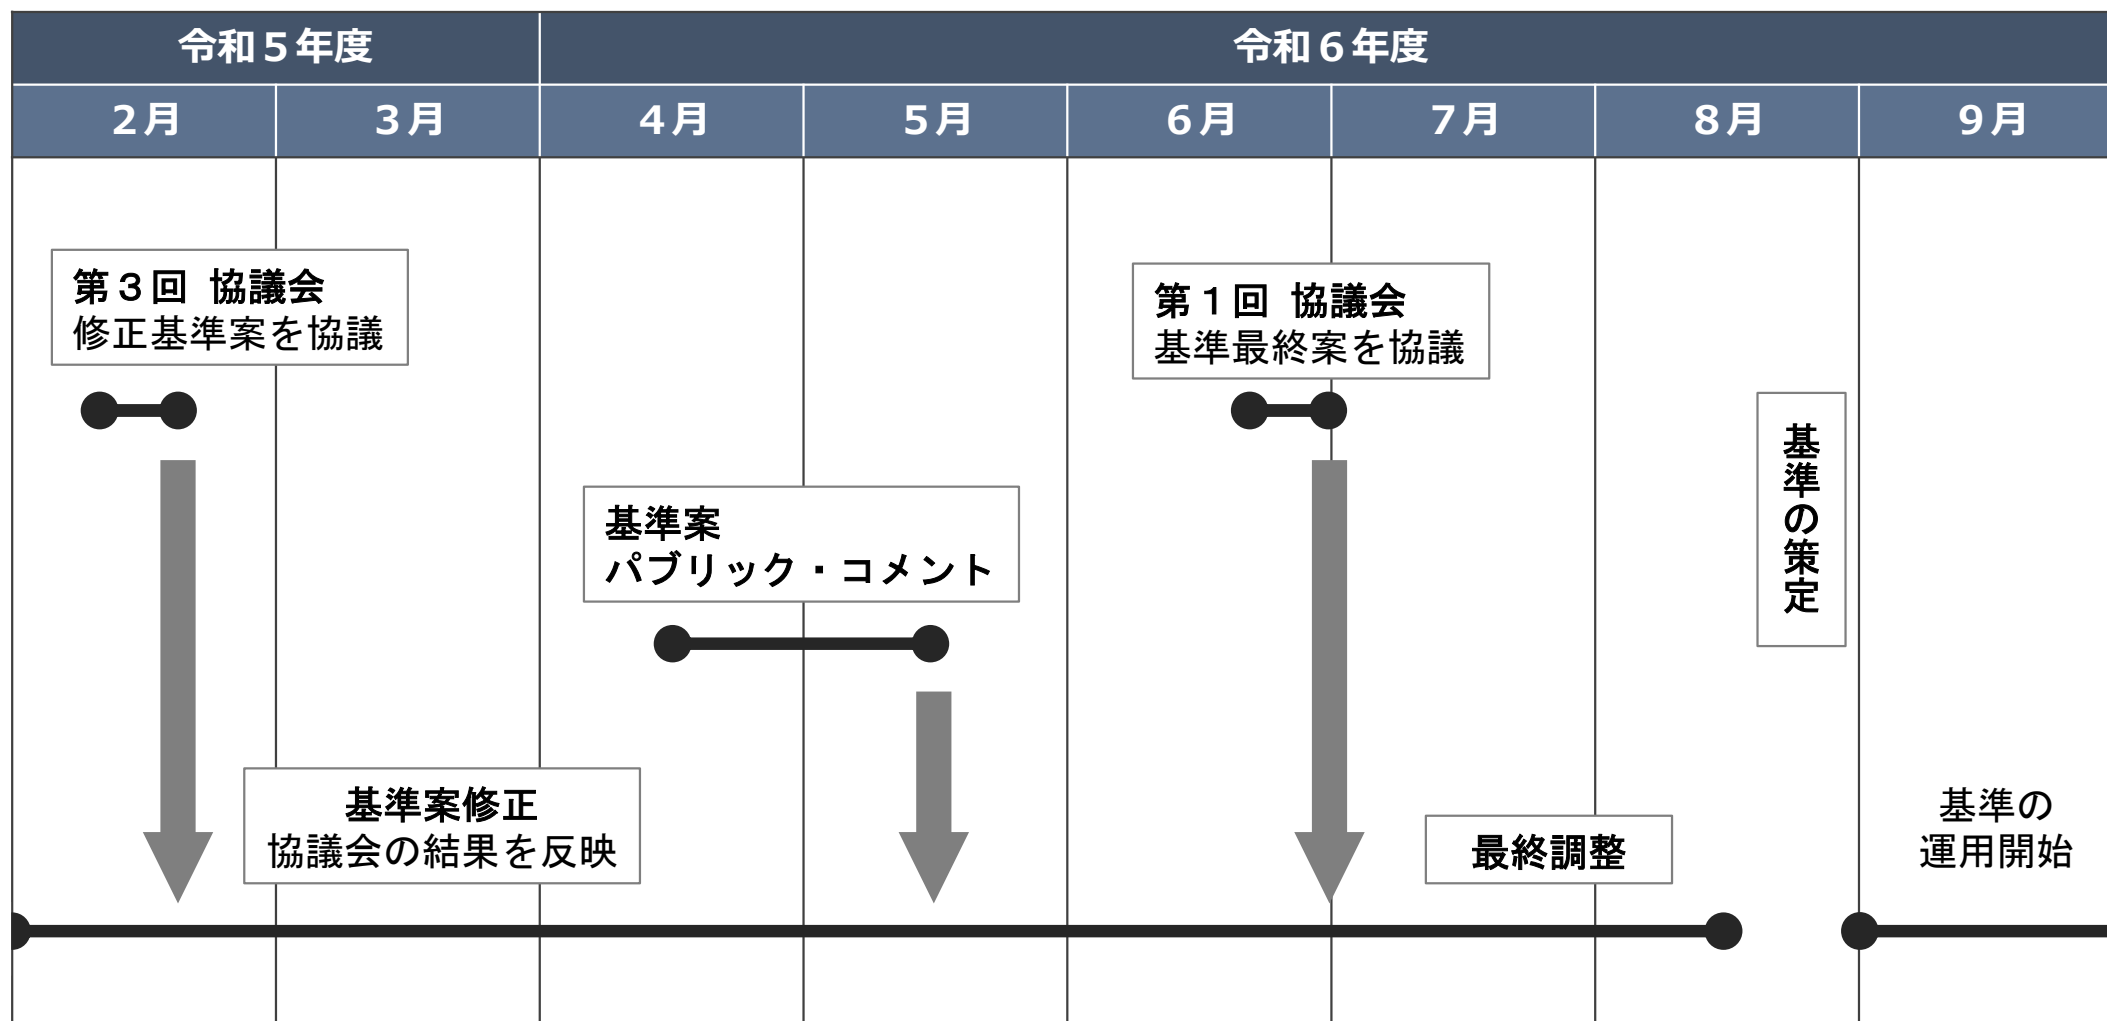 令和５年度
令和６年度
２月
３月
４月
５月
６月
７月
８月
９月
第３回 協議会
修正基準案を協議
第１回 協議会
基準最終案を協議
基準の策定
基準案
パブリック・コメント
基準案修正
協議会の結果を反映
最終調整
基準の
運用開始